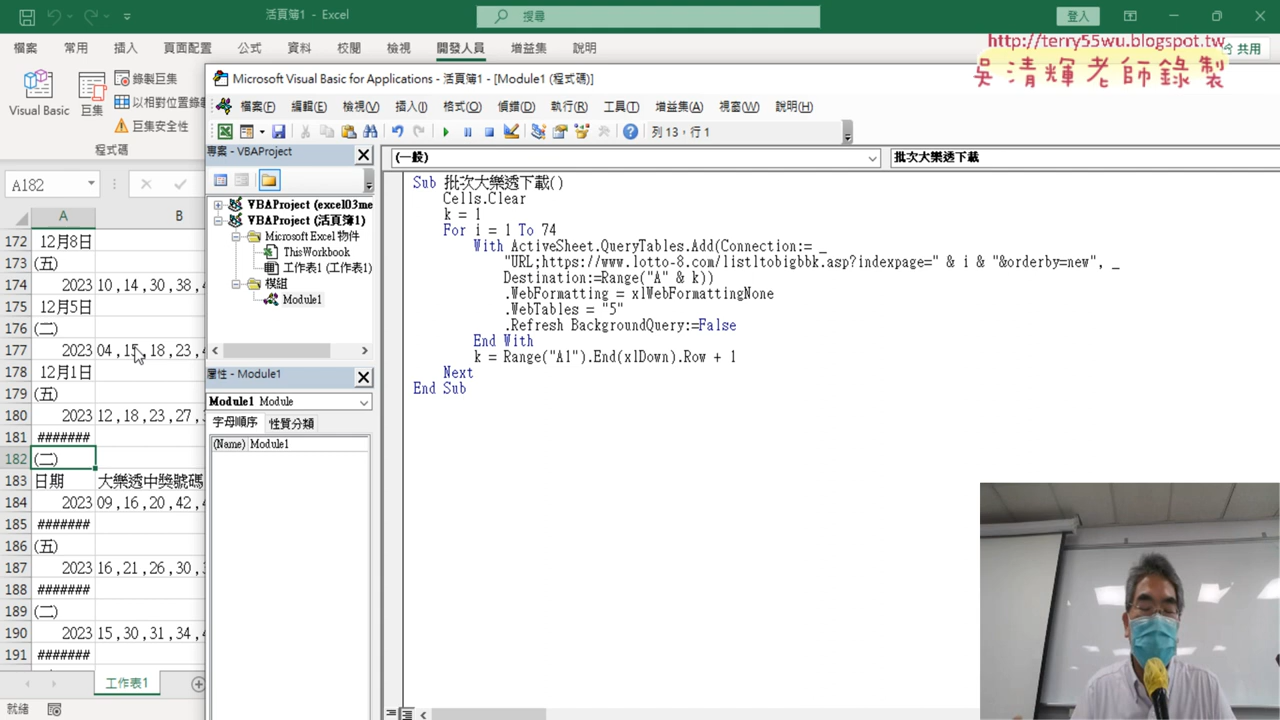 活頁簿1 - Excel
搜尋
登入
檔案 常用 插入 頁面配置 公式 資料 校閱 檢視 開發人員 增益集 說明
共用
http://terry55wu.blogspot.tw
吳清輝老師錄製
Visual Basic
巨集
錄製巨集
以相對位置錄製
巨集安全性
程式碼
A182
A B
172 12月8日
173 (五)
174 2023 10 ,14 ,30 ,38 ,4
175 12月5日
176 (二)
177 2023 04 ,15 ,18 ,23 ,4
178 12月1日
179 (五)
180 2023 12 ,18 ,23 ,27 ,3
181 #######
182 (二)
183 日期 大樂透中獎號碼
184 2023 09 ,16 ,20 ,42 ,4
185 #######
186 (五)
187 2023 16 ,21 ,26 ,30 ,3
188 #######
189 (二)
190 2023 15 ,30 ,31 ,34 ,4
191 #######
工作表1
就緒
Microsoft Visual Basic for Applications - 活頁簿1 - [Module1 (程式碼)]
檔案(F) 編輯(E) 檢視(V) 插入(I) 格式(O) 偵錯(D) 執行(R) 工具(T) 增益集(A) 視窗(W) 說明(H)
列 13，行 1
專案 - VBAProject
VBAProject (excel03me
VBAProject (活頁簿1)
Microsoft Excel 物件
ThisWorkbook
工作表1 (工作表1)
模組
Module1
屬性 - Module1
Module1 Module
字母順序 性質分類
(Name) Module1
(一般) 批次大樂透下載
Sub 批次大樂透下載()
Cells.Clear
k = 1
For i = 1 To 74
With ActiveSheet.QueryTables.Add(Connection:= _
"URL;https://www.lotto-8.com/listltobigbbk.asp?indexpage=" & i & "&orderby=new", _
Destination:=Range("A" & k))
.WebFormatting = xlWebFormattingNone
.WebTables = "5"
.Refresh BackgroundQuery:=False
End With
k = Range("A1").End(xlDown).Row + 1
Next
End Sub